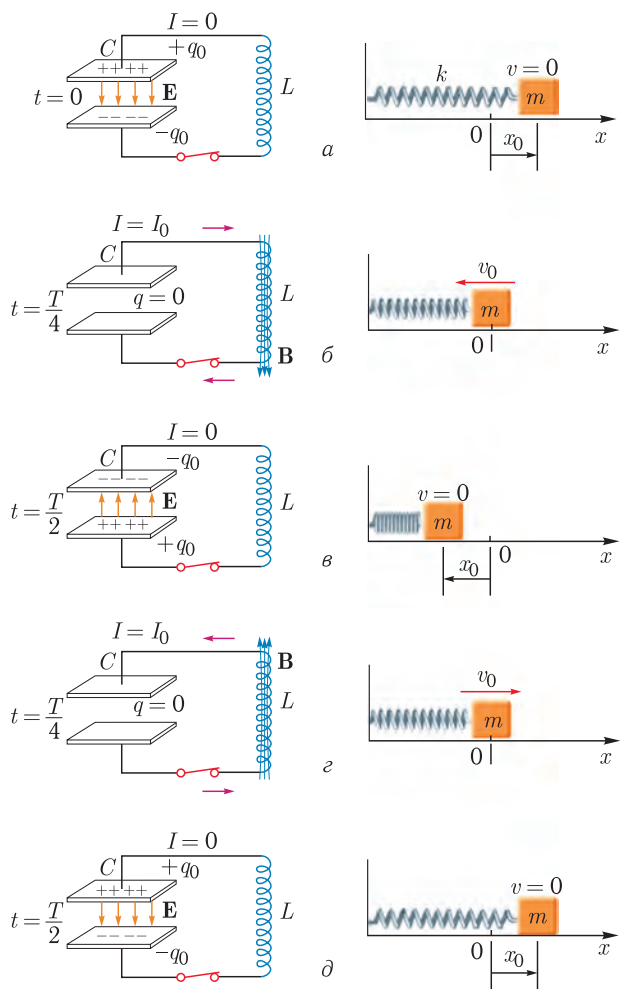 I = 0
C
+q₀
++++
t = 0
E
L
– – – –
–q₀
а
k
v = 0
m
0
x₀
x
I = I₀
C
t = T/4
q = 0
L
B
б
v₀
m
0
x
I = 0
C
–q₀
– – – –
t = T/2
E
L
++++
+q₀
в
v = 0
m
0
x₀
x
I = I₀
B
C
t = T/4
q = 0
L
г
v₀
m
0
x
I = 0
C
+q₀
++++
t = T/2
E
L
– – – –
–q₀
д
v = 0
m
0
x₀
x